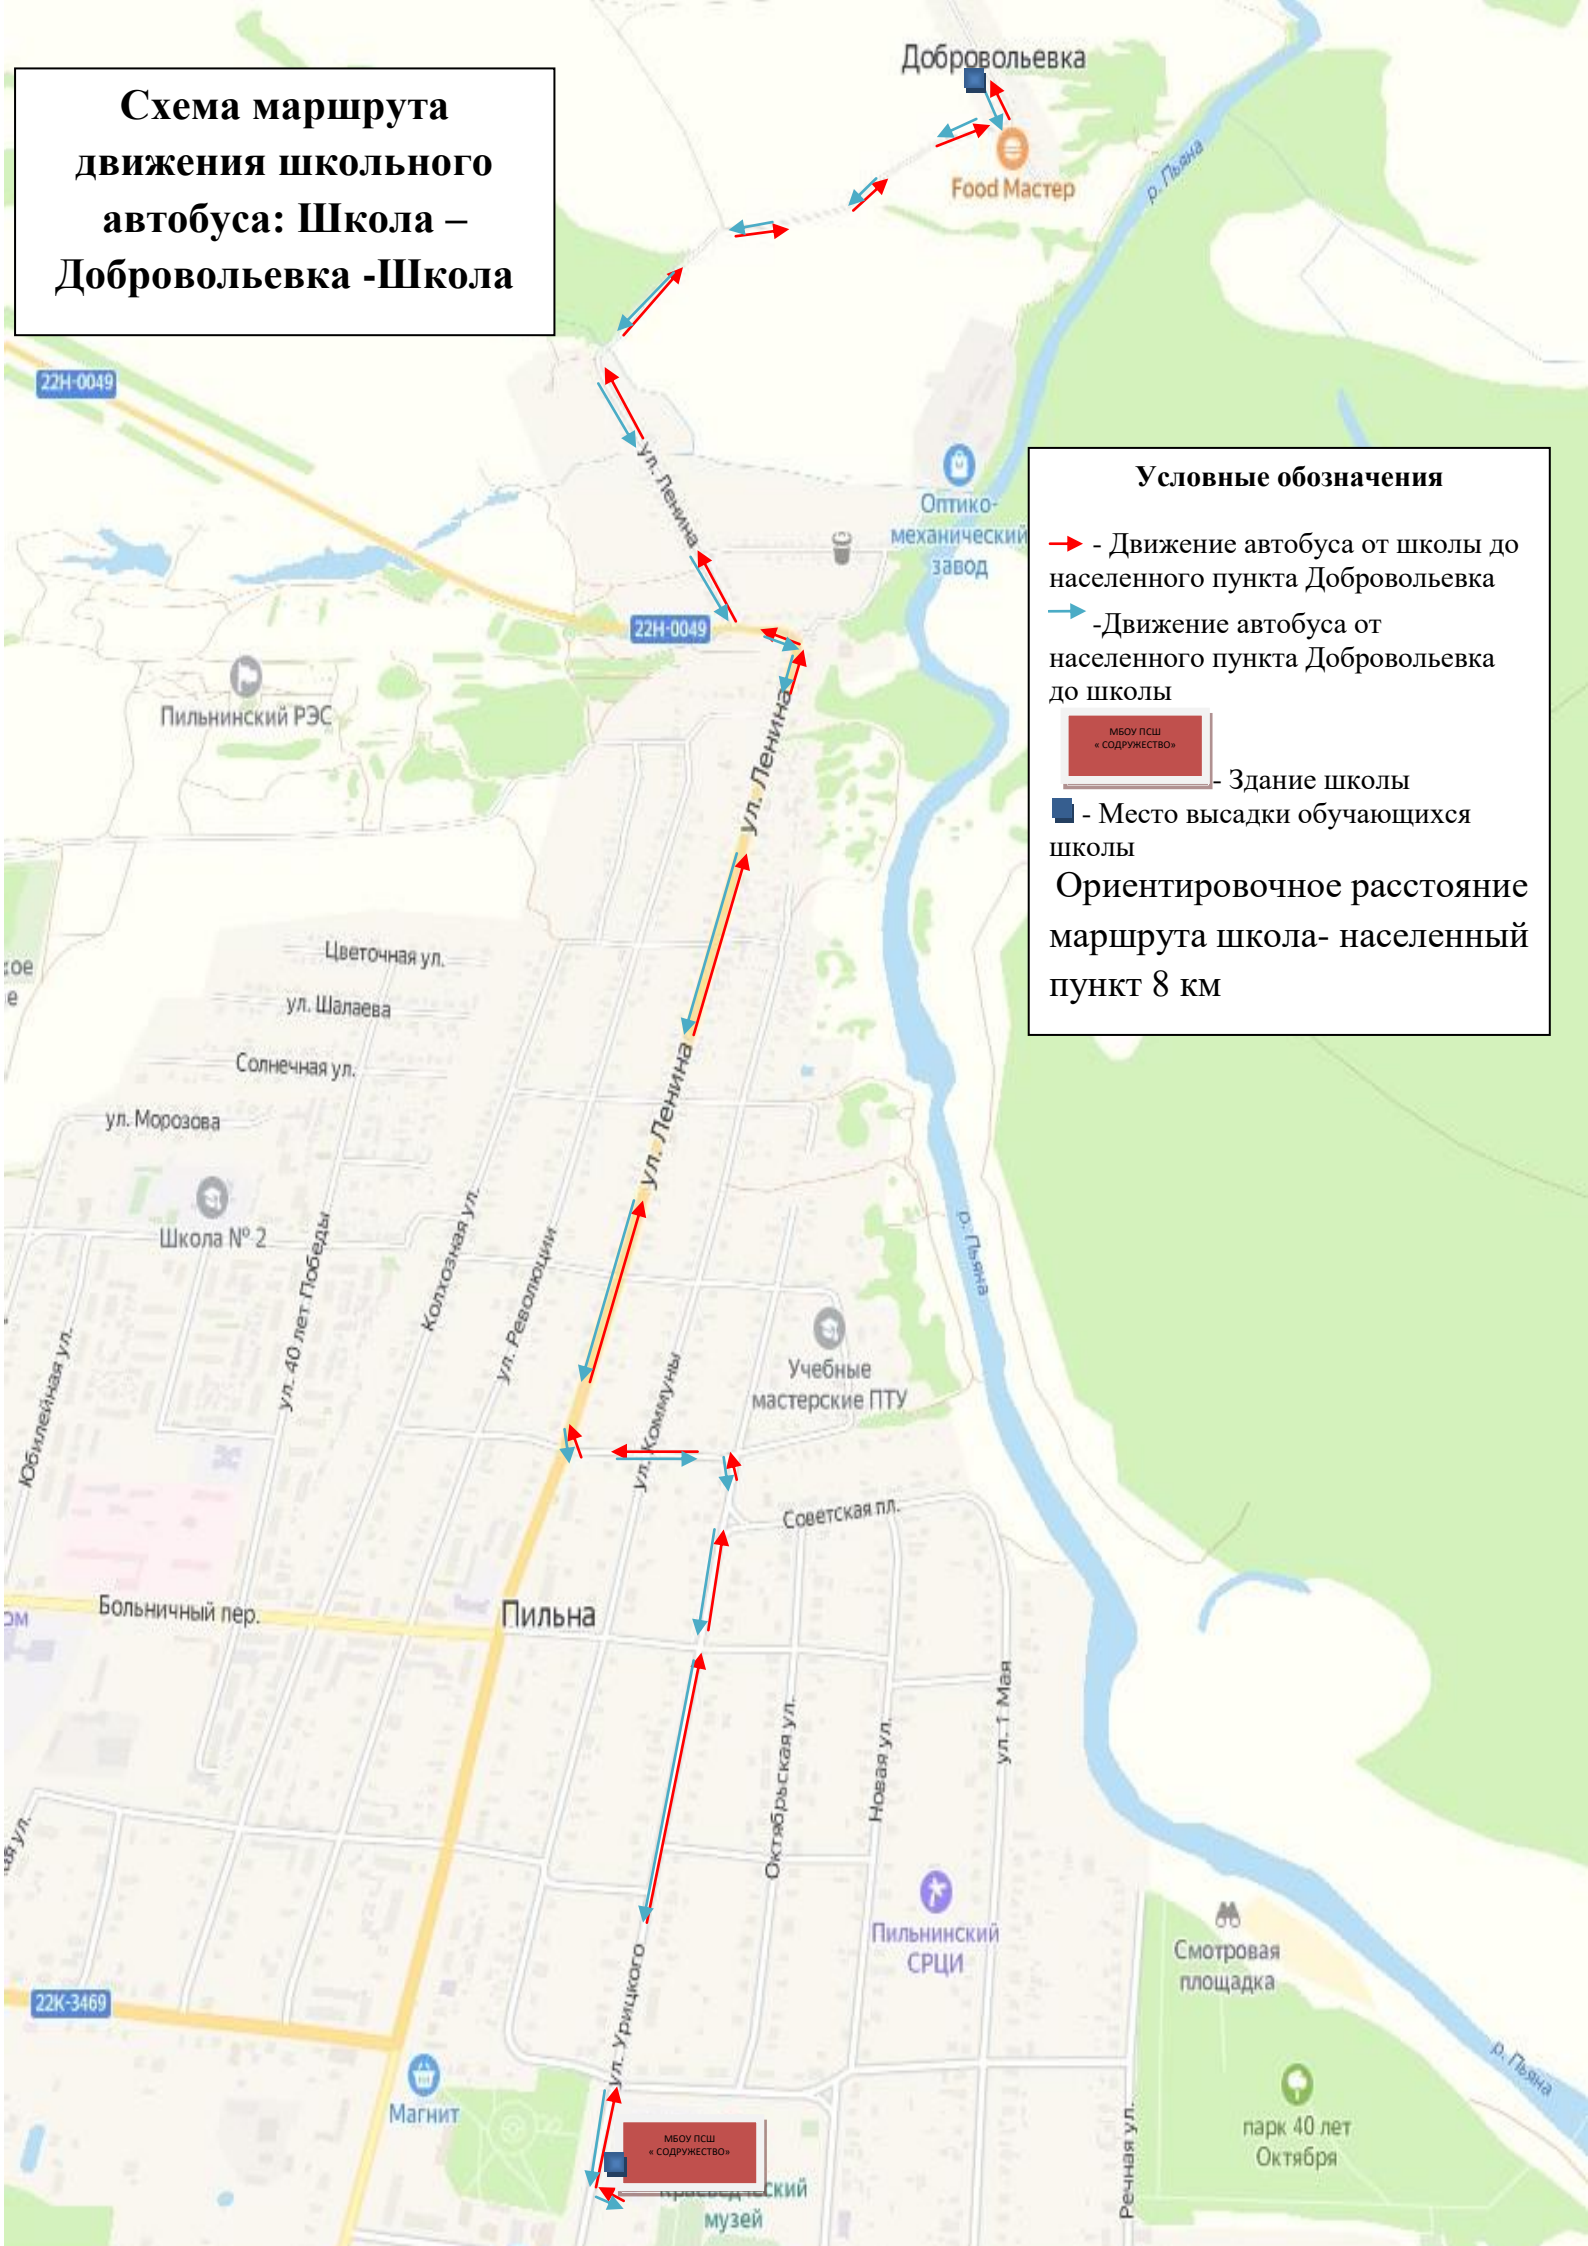 Схема маршрута
движения школьного
автобуса: Школа –
Добровольевка -Школа
Добровольевка
Food Мастер
р. Пьяна
22Н-0049
ул. Ленина
Оптико-
механический
завод
22Н-0049
Пильнинский РЭС
Условные обозначения
- Движение автобуса от школы до
населенного пункта Добровольевка
-Движение автобуса от
населенного пункта Добровольевка
до школы
МБОУ ПСШ
« СОДРУЖЕСТВО»
- Здание школы
- Место высадки обучающихся
школы
Ориентировочное расстояние
маршрута школа- населенный
пункт 8 км
ул. Ленина
Цветочная ул.
ул. Шалаева
Солнечная ул.
ул. Морозова
ул. Ленина
Школа № 2
ул. 40 лет Победы
Колхозная ул.
ул. Революции
р. Пьяна
Юбилейная ул.
ул. Коммуны
Учебные
мастерские ПТУ
Советская пл.
Больничный пер.
Пильна
Октябрьская ул.
Новая ул.
ул. 1 Мая
Пильнинский
СРЦИ
Смотровая
площадка
22К-3469
ул. Урицкого
Магнит
р. Пьяна
парк 40 лет
Октября
Речная ул.
МБОУ ПСШ
« СОДРУЖЕСТВО»
музей